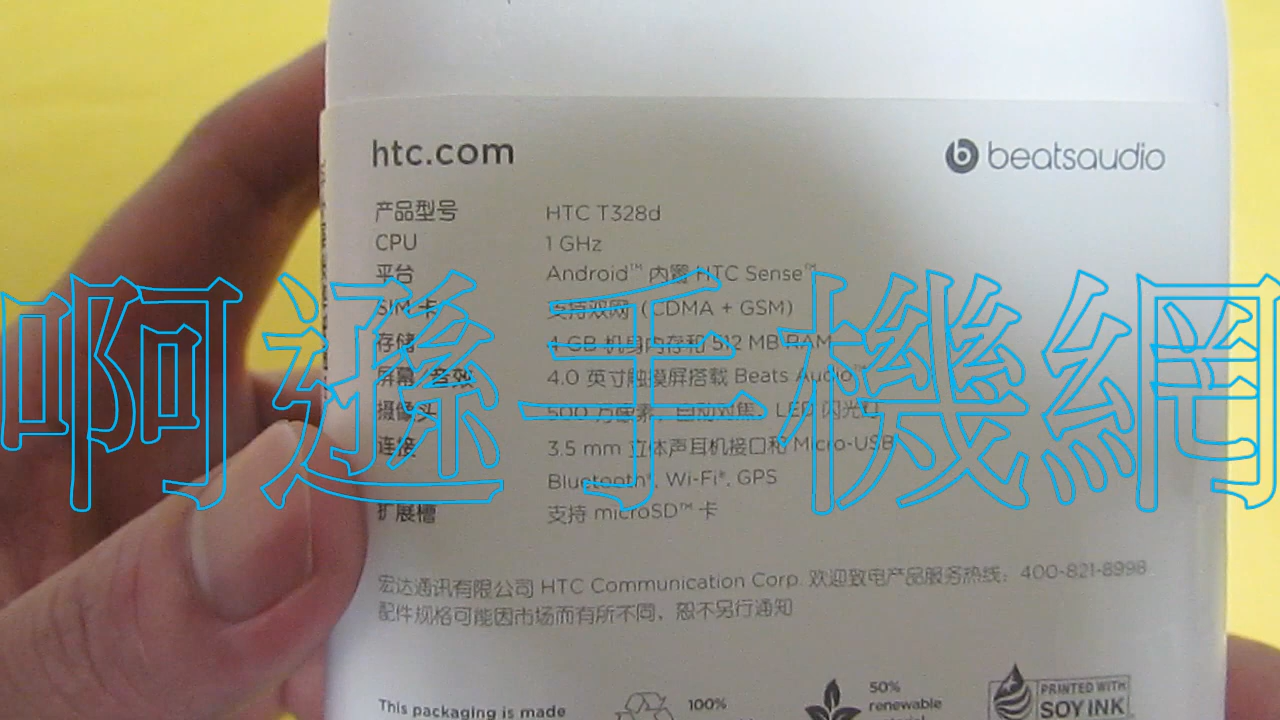 htc.com
beatsaudio
产品型号 HTC T328d
CPU 1 GHz
平台 Android™ 内置 HTC Sense™
SIM 卡 支持双网 (CDMA + GSM)
存储 4 GB 机身内存和 512 MB RAM
屏幕/音效 4.0 英寸触摸屏搭载 Beats Audio™
摄像头 500 万像素, 自动对焦, LED 闪光灯
连接 3.5 mm 立体声耳机接口和 Micro-USB
Bluetooth®, Wi-Fi®, GPS
扩展槽 支持 microSD™ 卡
啊遜手機網
宏达通讯有限公司 HTC Communication Corp. 欢迎致电产品服务热线: 400-821-8998
配件规格可能因市场而有所不同, 恕不另行通知
This packaging is made
100%
50%
renewable
PRINTED WITH
SOY INK